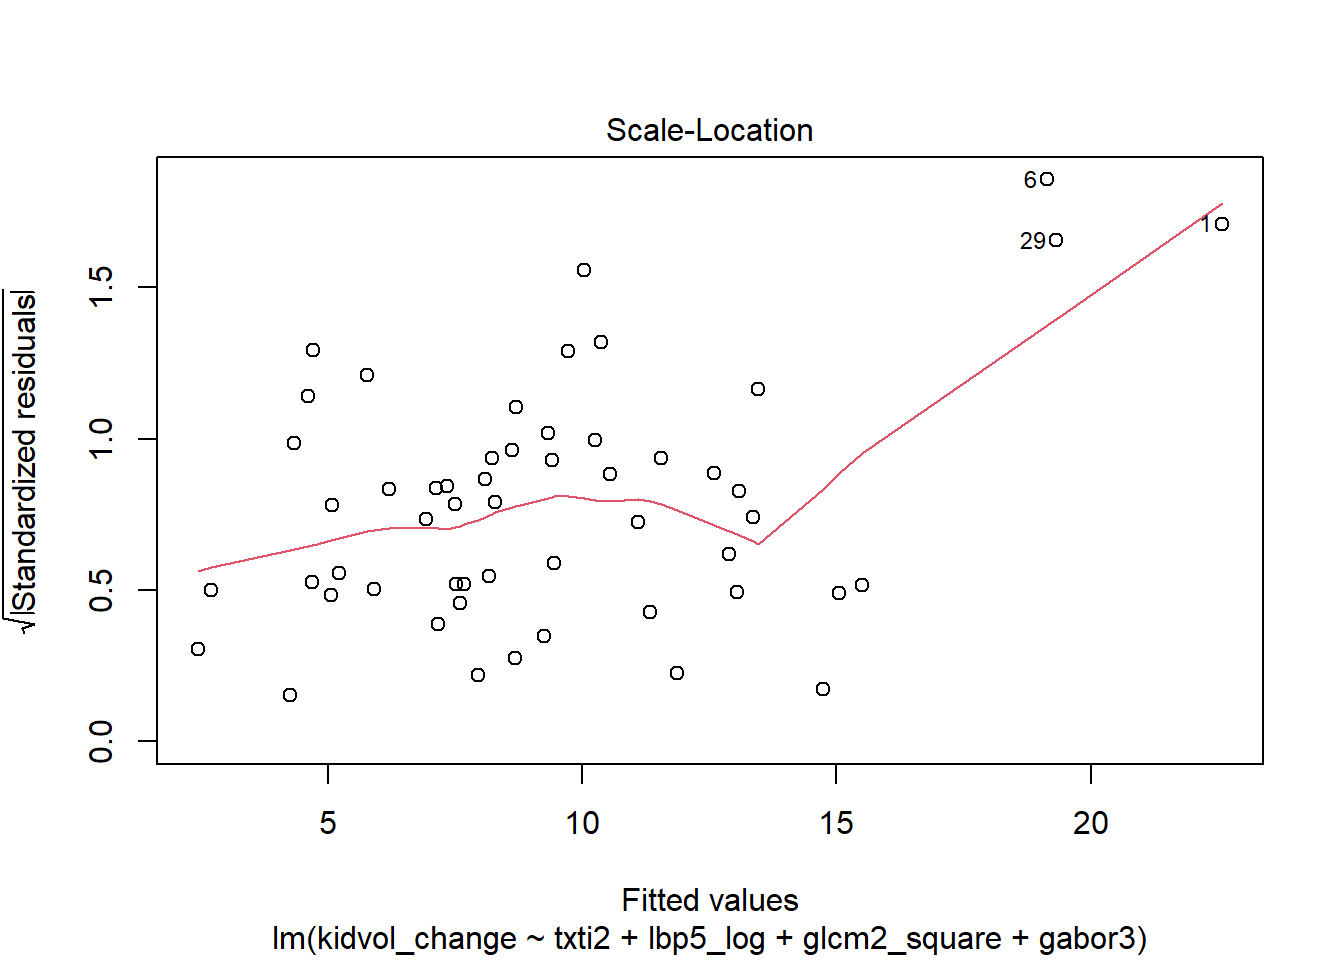 Scale-Location
√|Standardized residuals|
0.0
0.5
1.0
1.5
6
29
1
5
10
15
20
Fitted values
lm(kidvol_change ~ txti2 + lbp5_log + glcm2_square + gabor3)